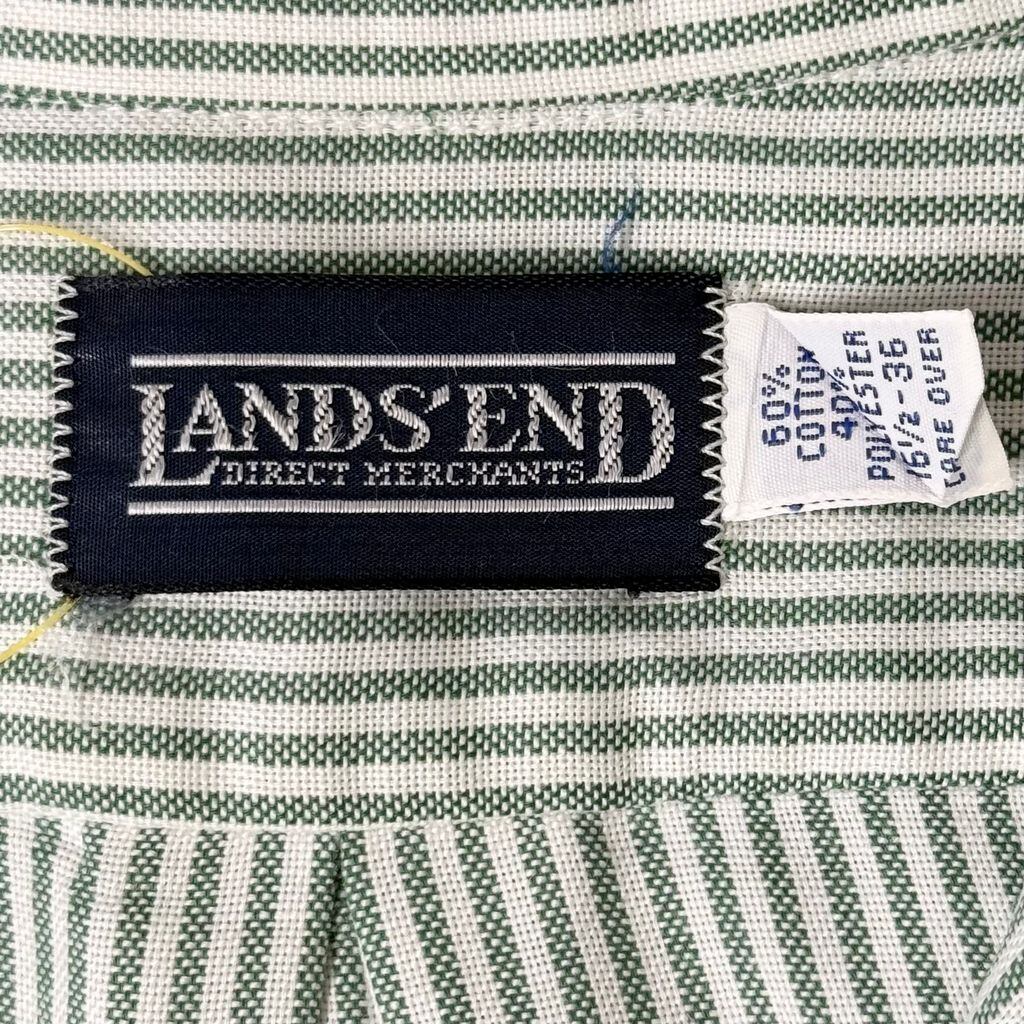 LANDS' END
DIRECT MERCHANTS
60%
COTTON
40%
POLYESTER
16½-36
CARE OVER